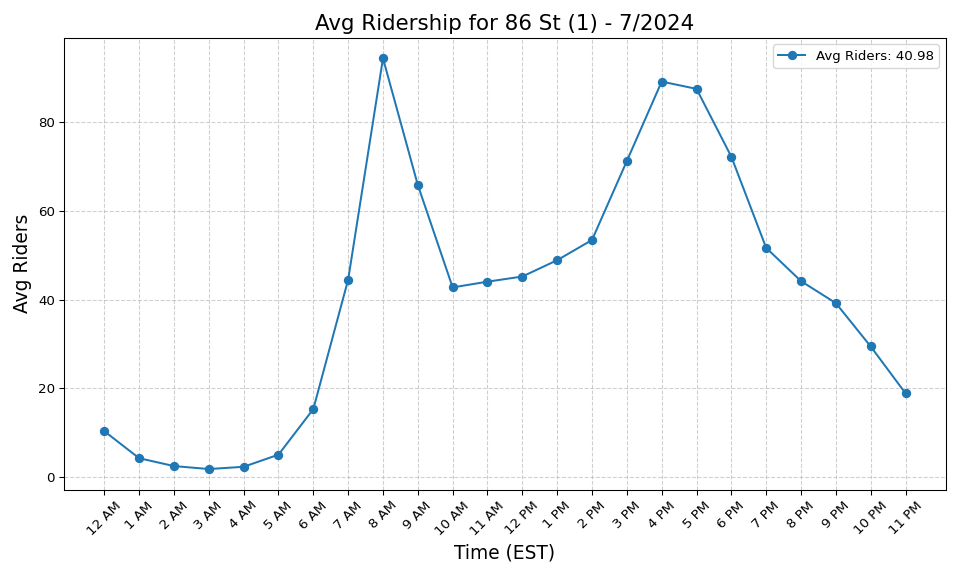 Avg Ridership for 86 St (1) - 7/2024
Avg Riders: 40.98
Avg Riders
80
60
40
20
0
12 AM
1 AM
2 AM
3 AM
4 AM
5 AM
6 AM
7 AM
8 AM
9 AM
10 AM
11 AM
12 PM
1 PM
2 PM
3 PM
4 PM
5 PM
6 PM
7 PM
8 PM
9 PM
10 PM
11 PM
Time (EST)